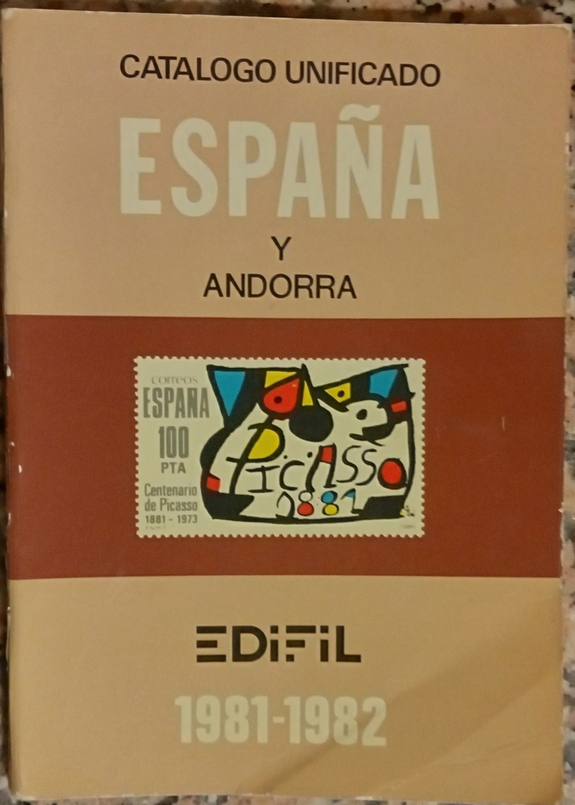 CATALOGO UNIFICADO
ESPAÑA
Y
ANDORRA
CORREOS
ESPAÑA
100
PTA
Centenario
de Picasso
1881 - 1973
Picasso
1881
EDIFIL
1981-1982